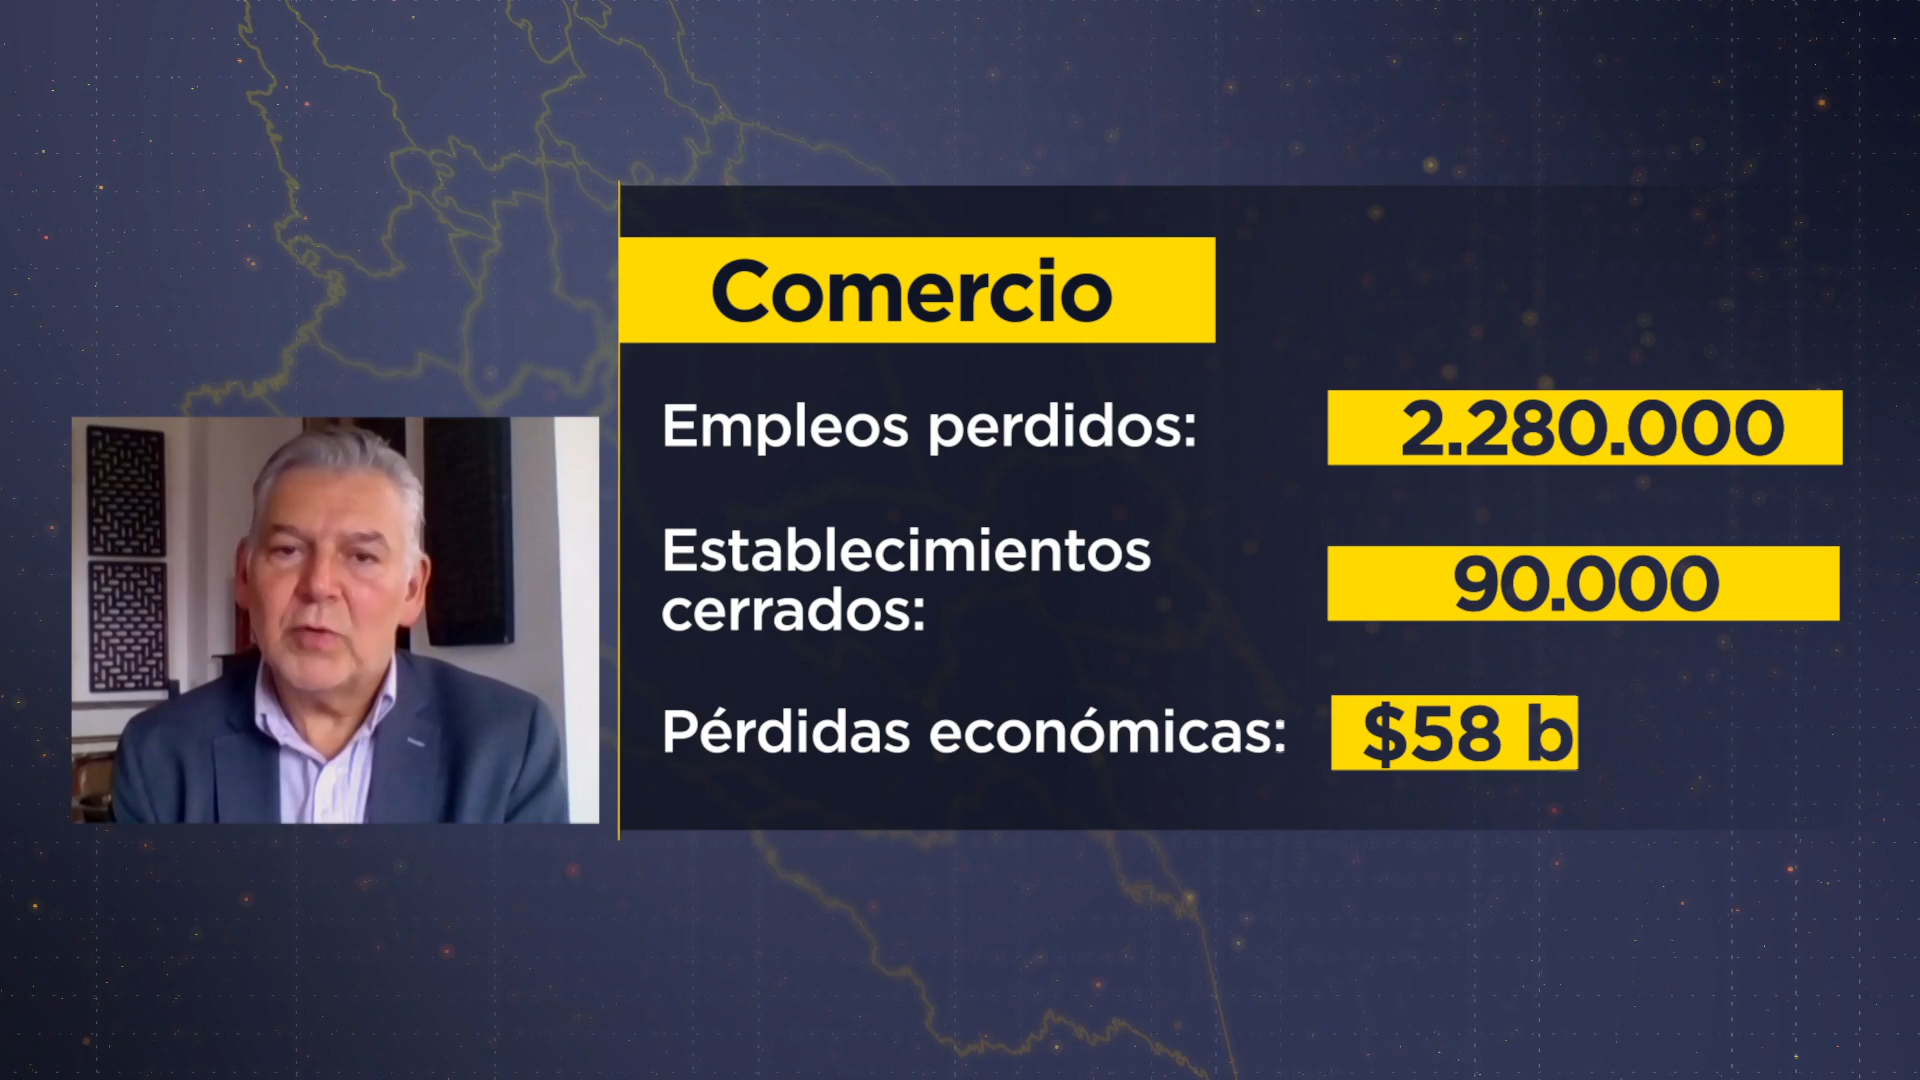 Comercio
Empleos perdidos: 2.280.000
Establecimientos
cerrados: 90.000
Pérdidas económicas: $58 b